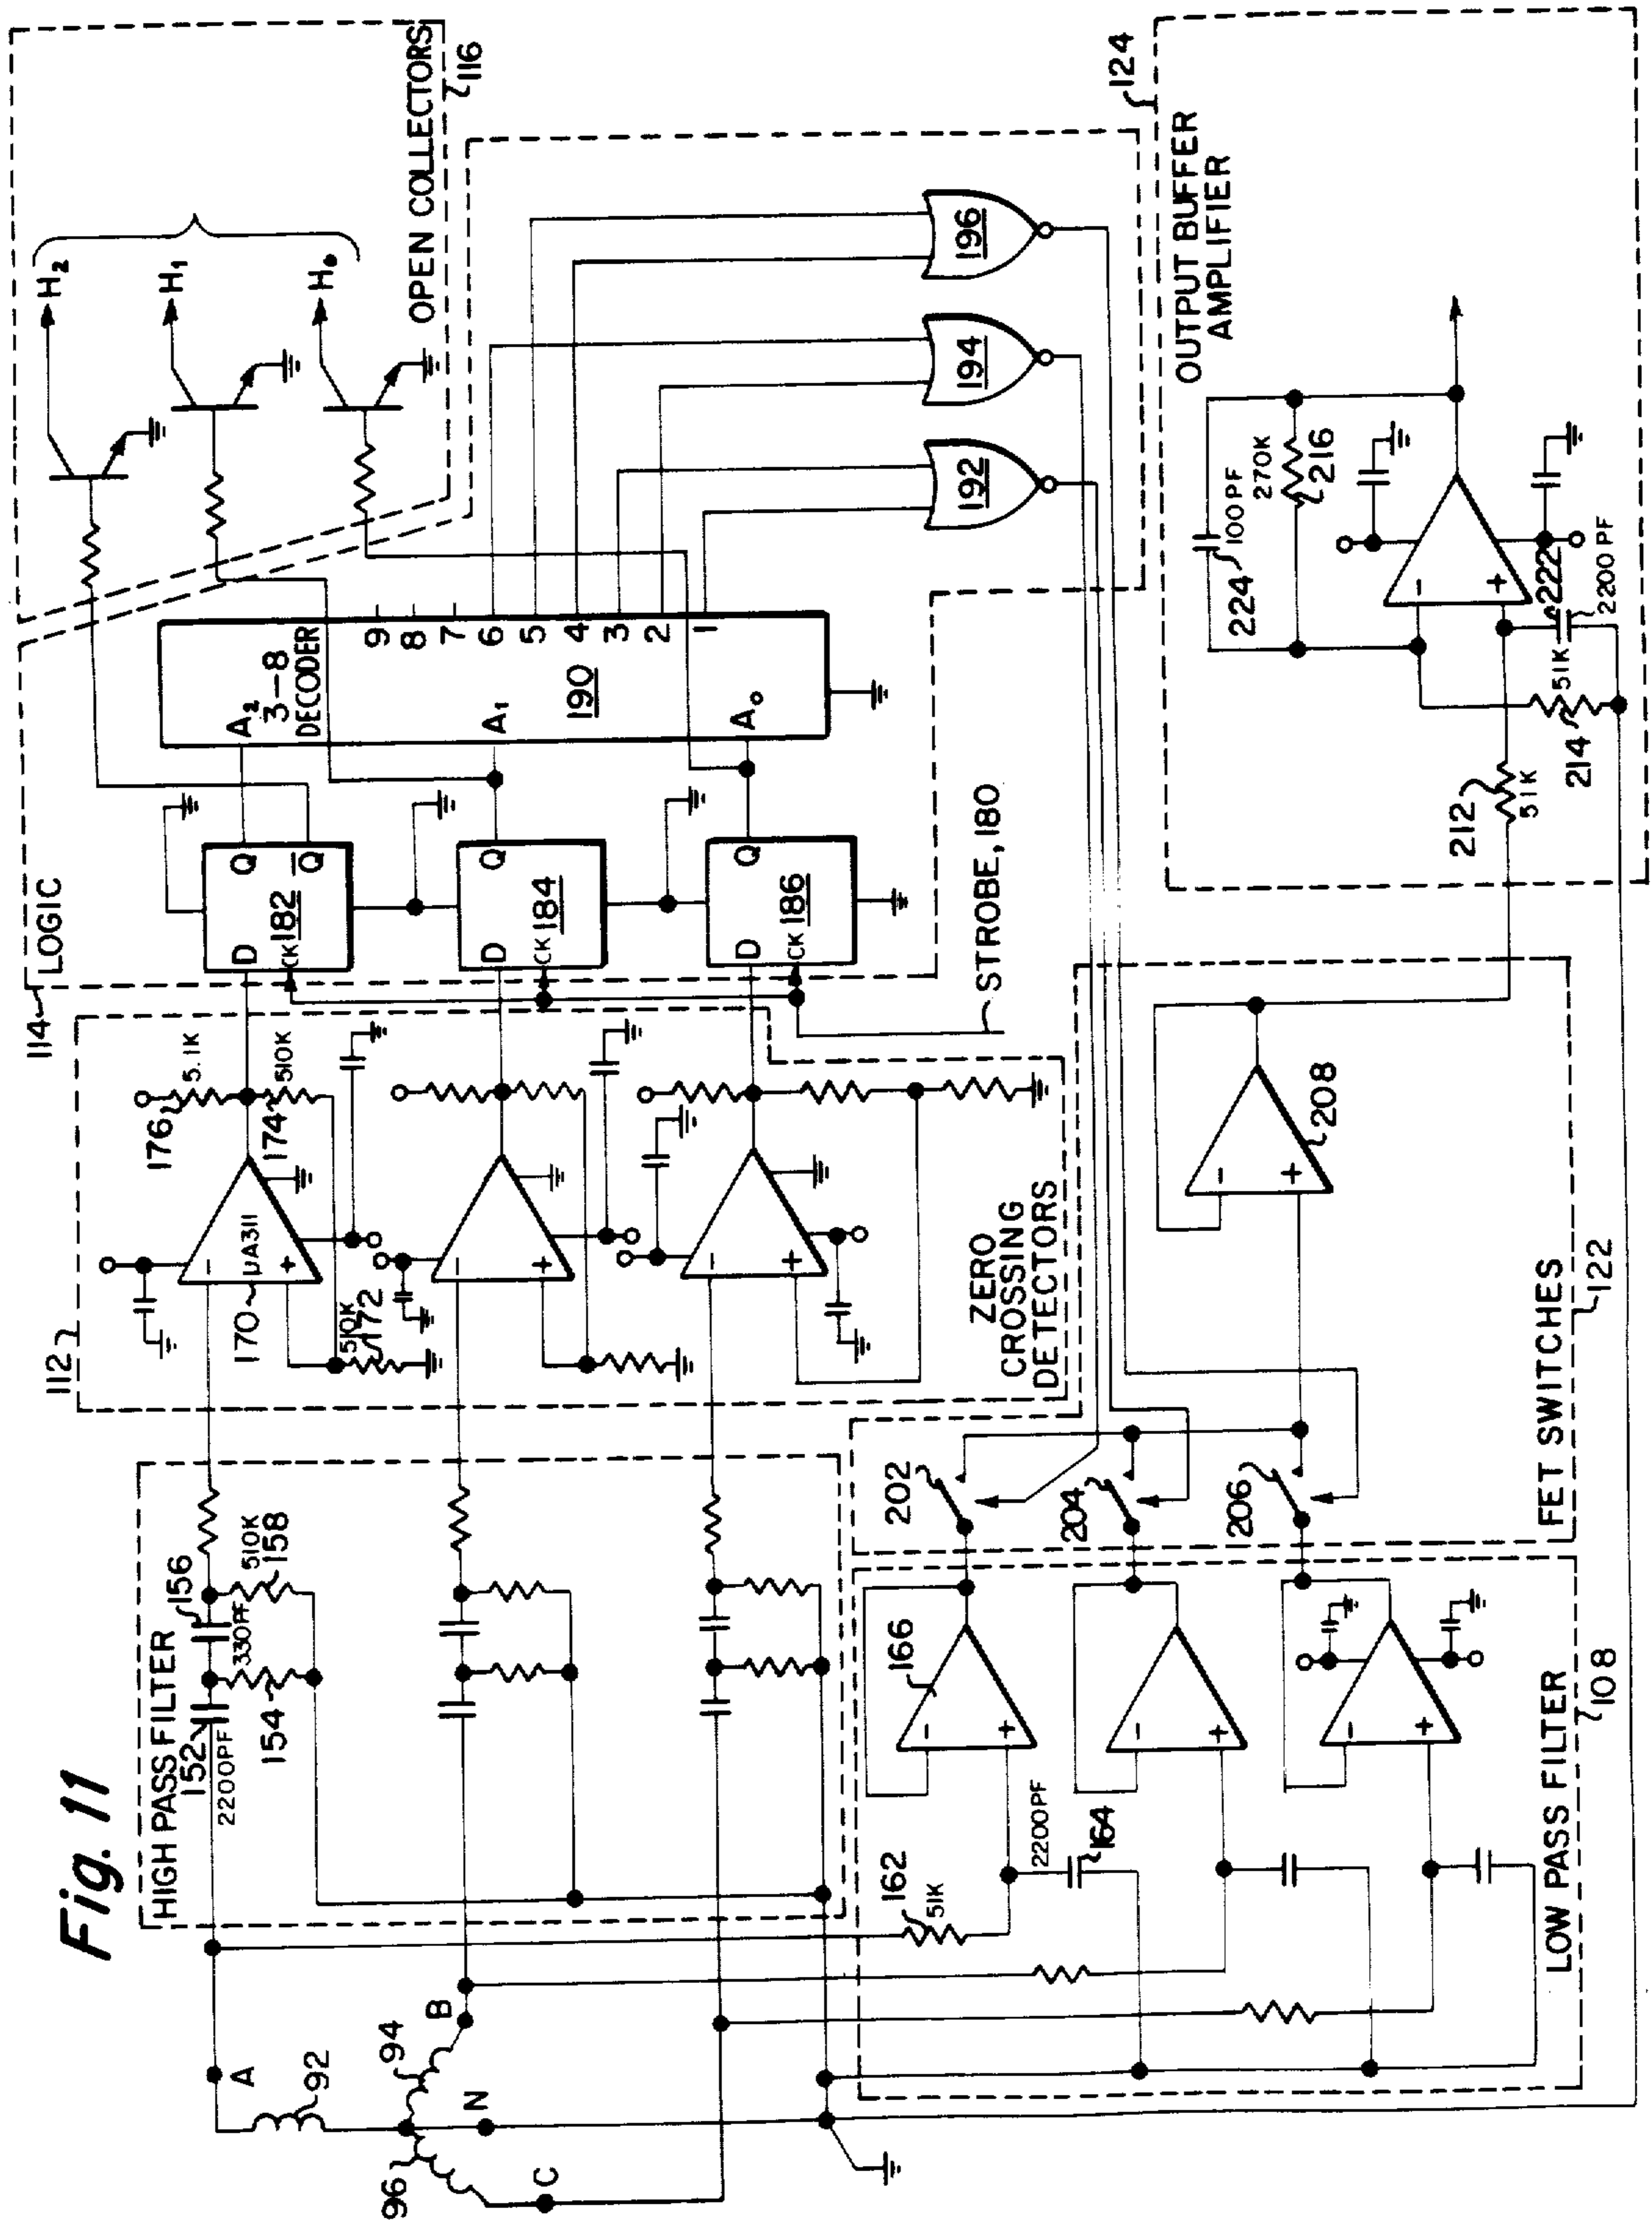 Fig. 11
HIGH PASS FILTER
152
2200PF
154
156
330PF
510K
158
A
92
94
B
N
96
C
112
170
UA311
176
5.1K
174
510K
510K
172
ZERO
CROSSING
DETECTORS
114
LOGIC
D
Q
Q
CK
182
D
Q
CK
184
D
Q
CK
186
STROBE, 180
A2
3-8
DECODER
A1
190
A0
9
8
7
6
5
4
3
2
1
192
194
196
H2
H1
H0
OPEN COLLECTORS
116
162
51K
2200PF
164
166
-
+
-
+
-
+
LOW PASS FILTER
108
202
204
206
208
-
+
FET SWITCHES
122
124
OUTPUT BUFFER
AMPLIFIER
212
51K
214
51K
224
100PF
270K
216
-
+
222
2200PF